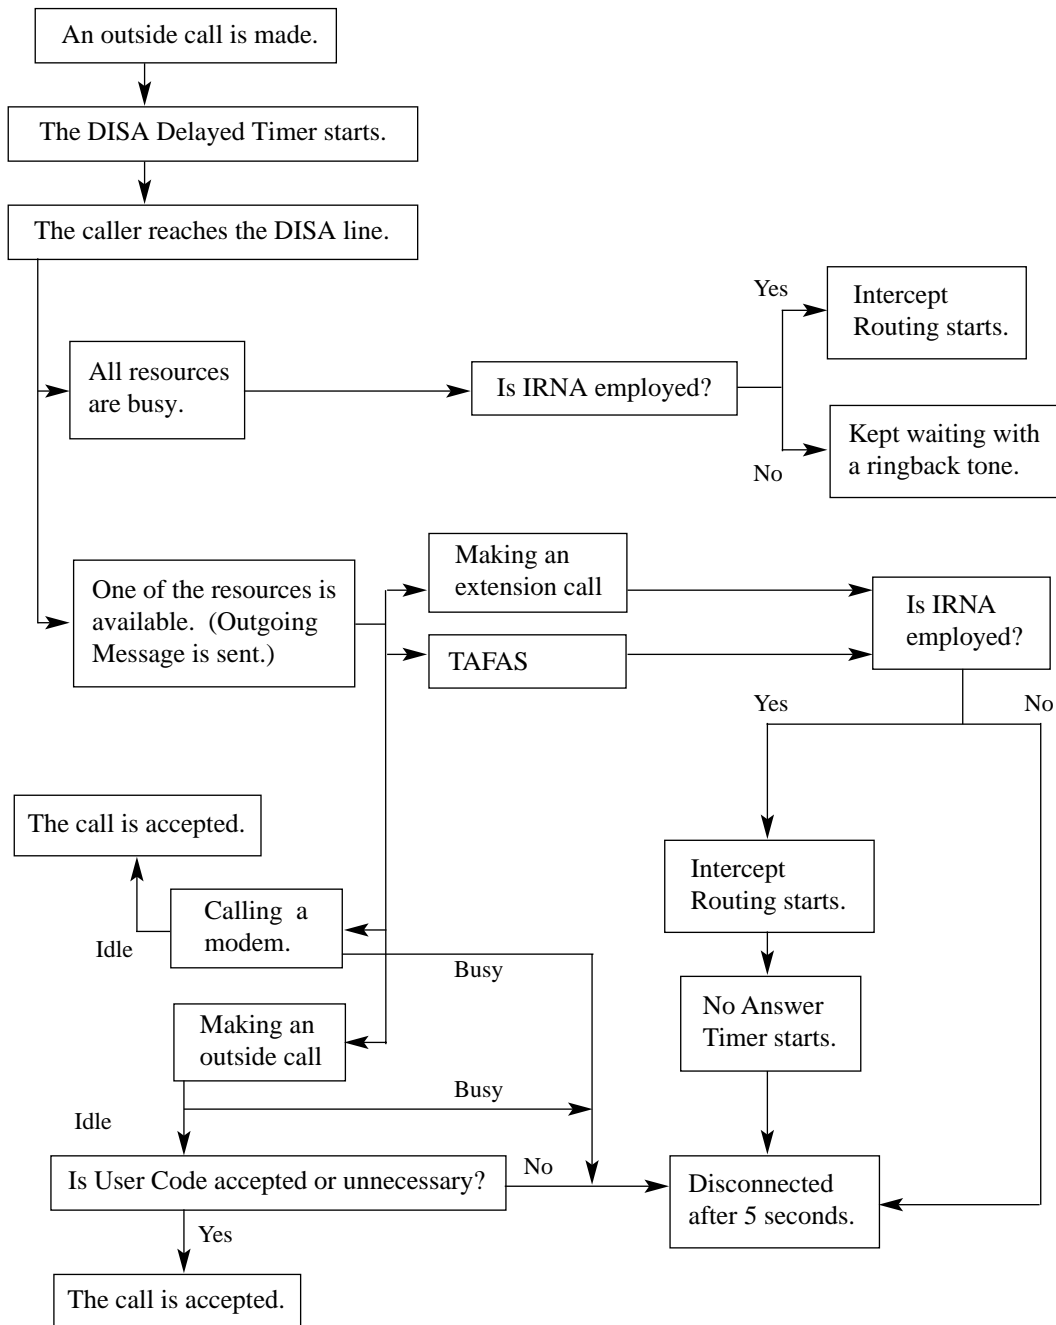 An outside call is made.
The DISA Delayed Timer starts.
The caller reaches the DISA line.
All resources
are busy.
Is IRNA employed?
Yes
Intercept
Routing starts.
No
Kept waiting with
a ringback tone.
One of the resources is
available.  (Outgoing
Message is sent.)
Making an
extension call
TAFAS
Is IRNA
employed?
Yes
No
The call is accepted.
Idle
Calling  a
modem.
Busy
Intercept
Routing starts.
No Answer
Timer starts.
Making an
outside call
Busy
Idle
Is User Code accepted or unnecessary?
No
Disconnected
after 5 seconds.
Yes
The call is accepted.